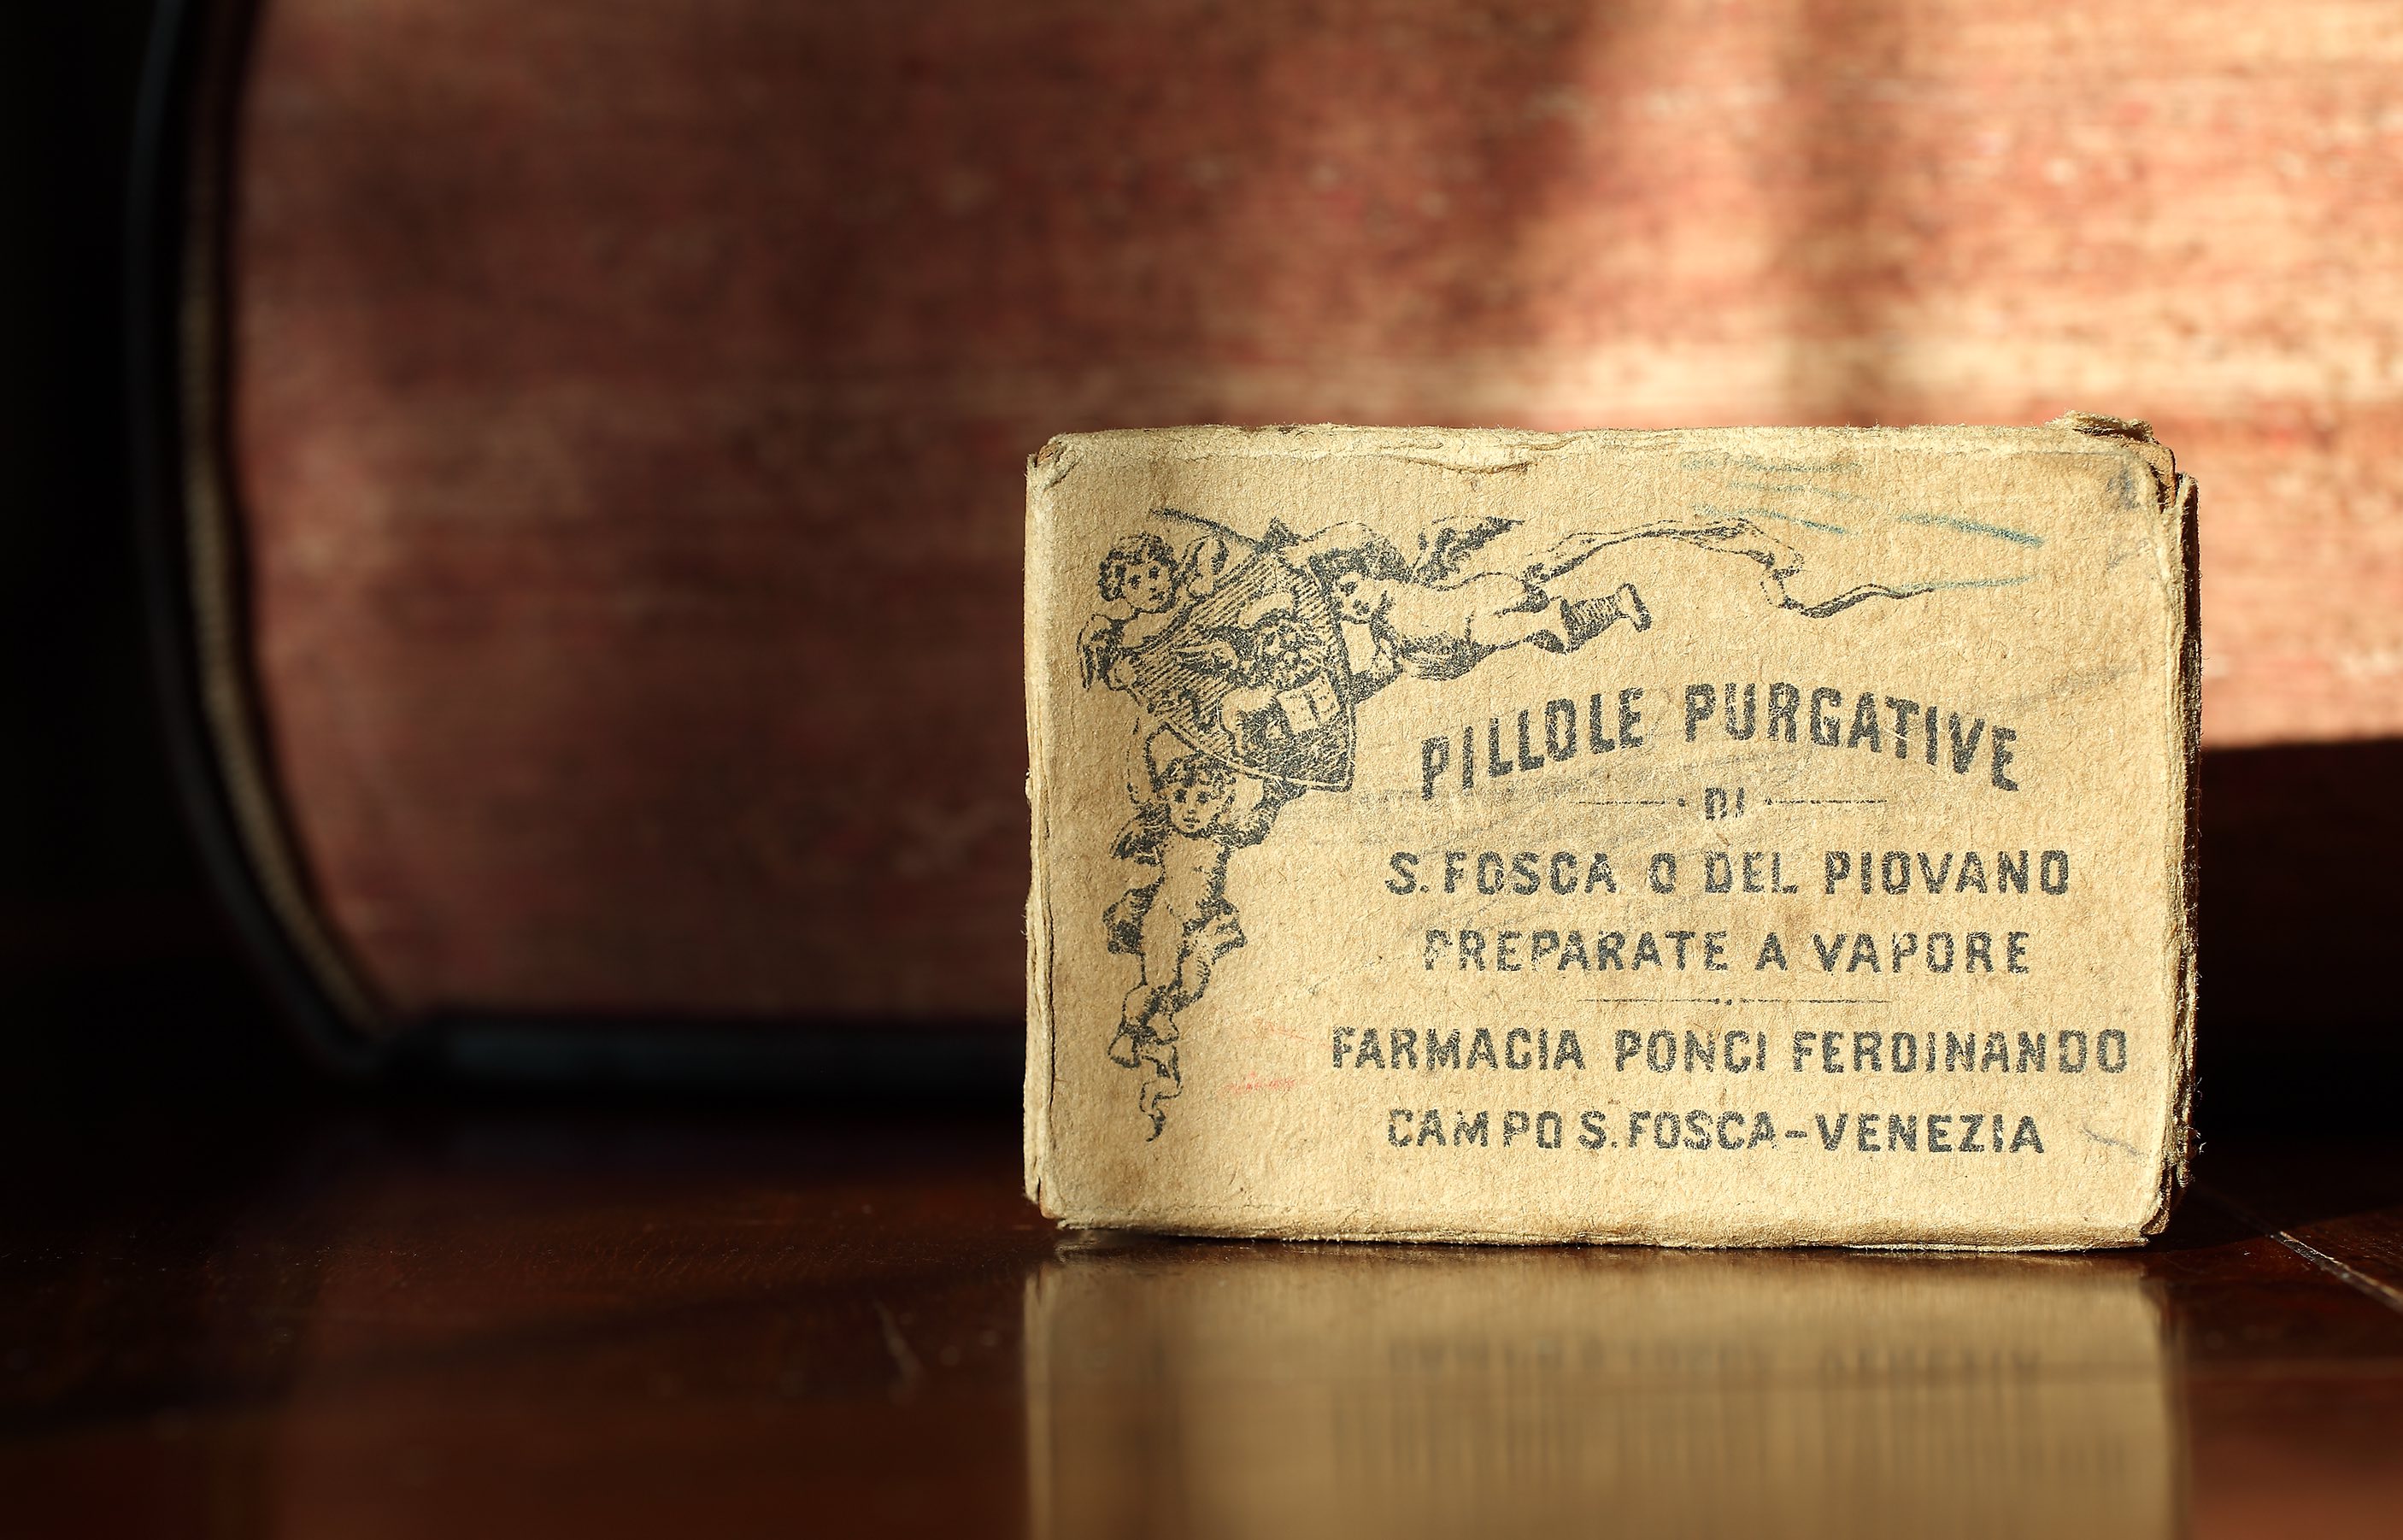 PILLOLE PURGATIVE
DI
S. FOSCA O DEL PIOVANO
PREPARATE A VAPORE
FARMACIA PONCI FERDINANDO
CAMPO S. FOSCA-VENEZIA